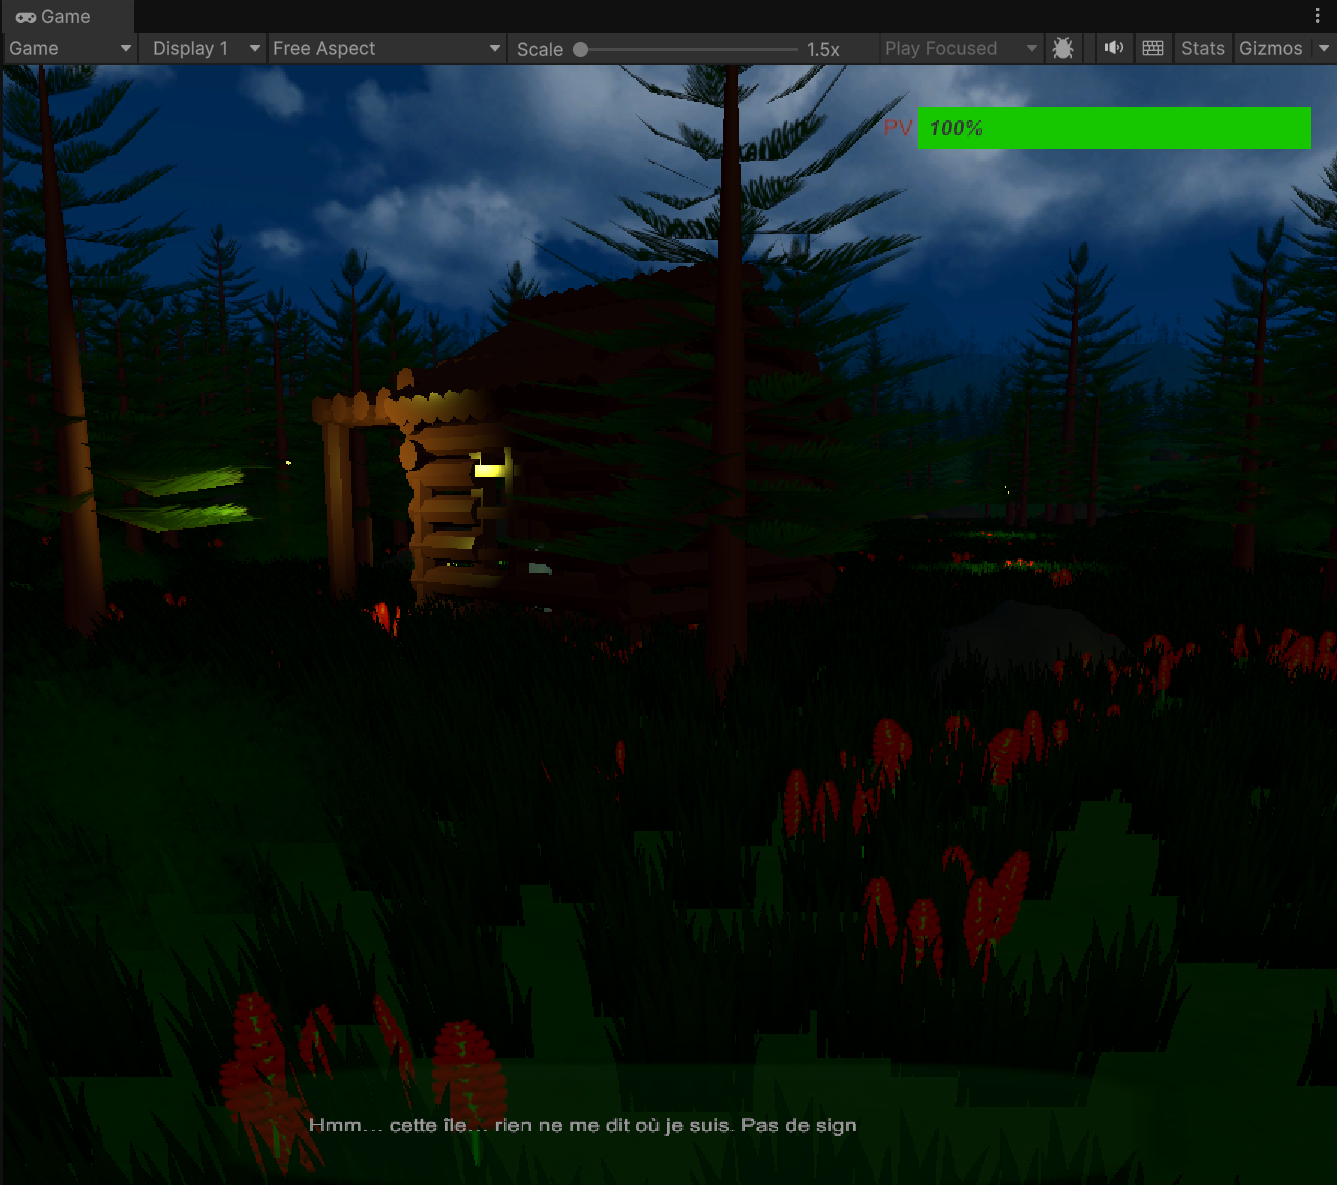 Game
Game
Display 1
Free Aspect
Scale
1.5x
Play Focused
Stats
Gizmos
PV
100%
Hmm... cette île... rien ne me dit où je suis. Pas de sign